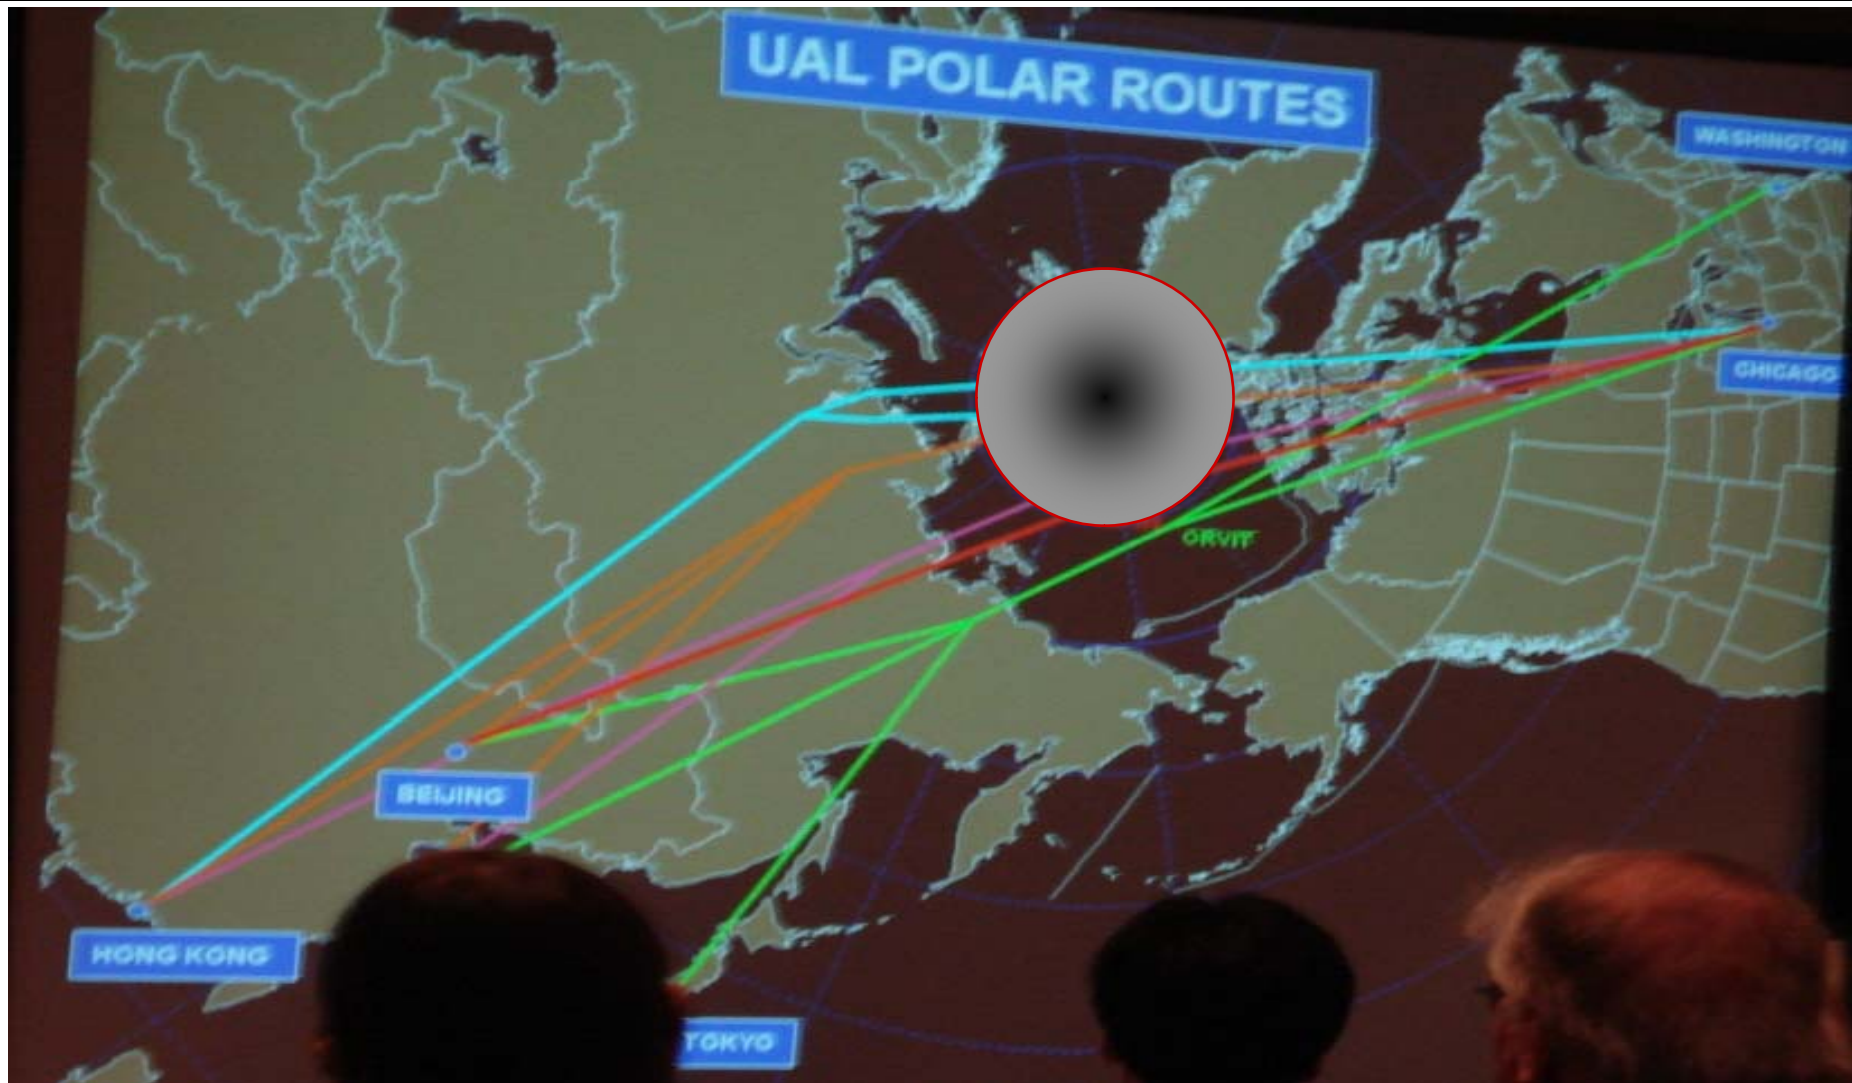 UAL POLAR ROUTES
WASHINGTON
CHICAGO
ORVIT
BEIJING
HONG KONG
TOKYO